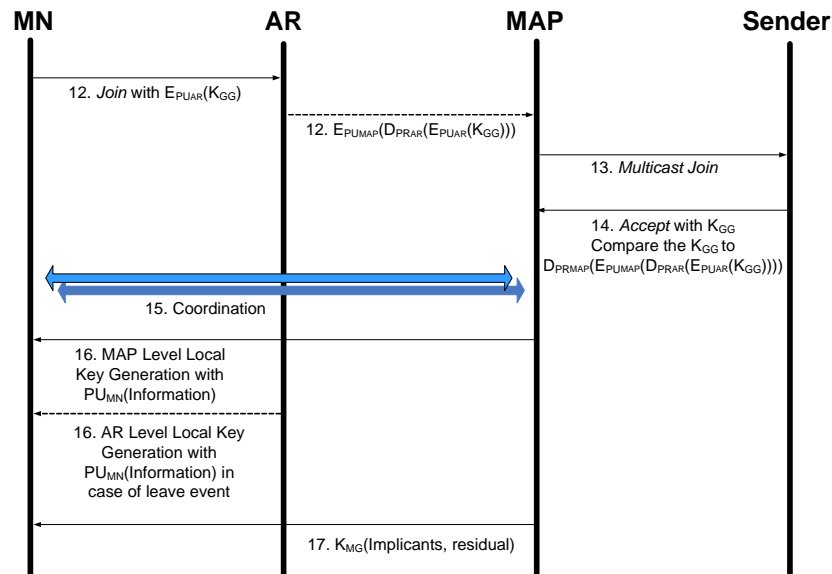 MN AR MAP Sender
12. Join with EPUAR(KGG)
12. EPUMAP(DPRAR(EPUAR(KGG)))
13. Multicast Join
14. Accept with KGG
Compare the KGG to
DPRMAP(EPUMAP(DPRAR(EPUAR(KGG))))
15. Coordination
16. MAP Level Local
Key Generation with
PUMN(Information)
16. AR Level Local Key
Generation with
PUMN(Information) in
case of leave event
17. KMG(Implicants, residual)